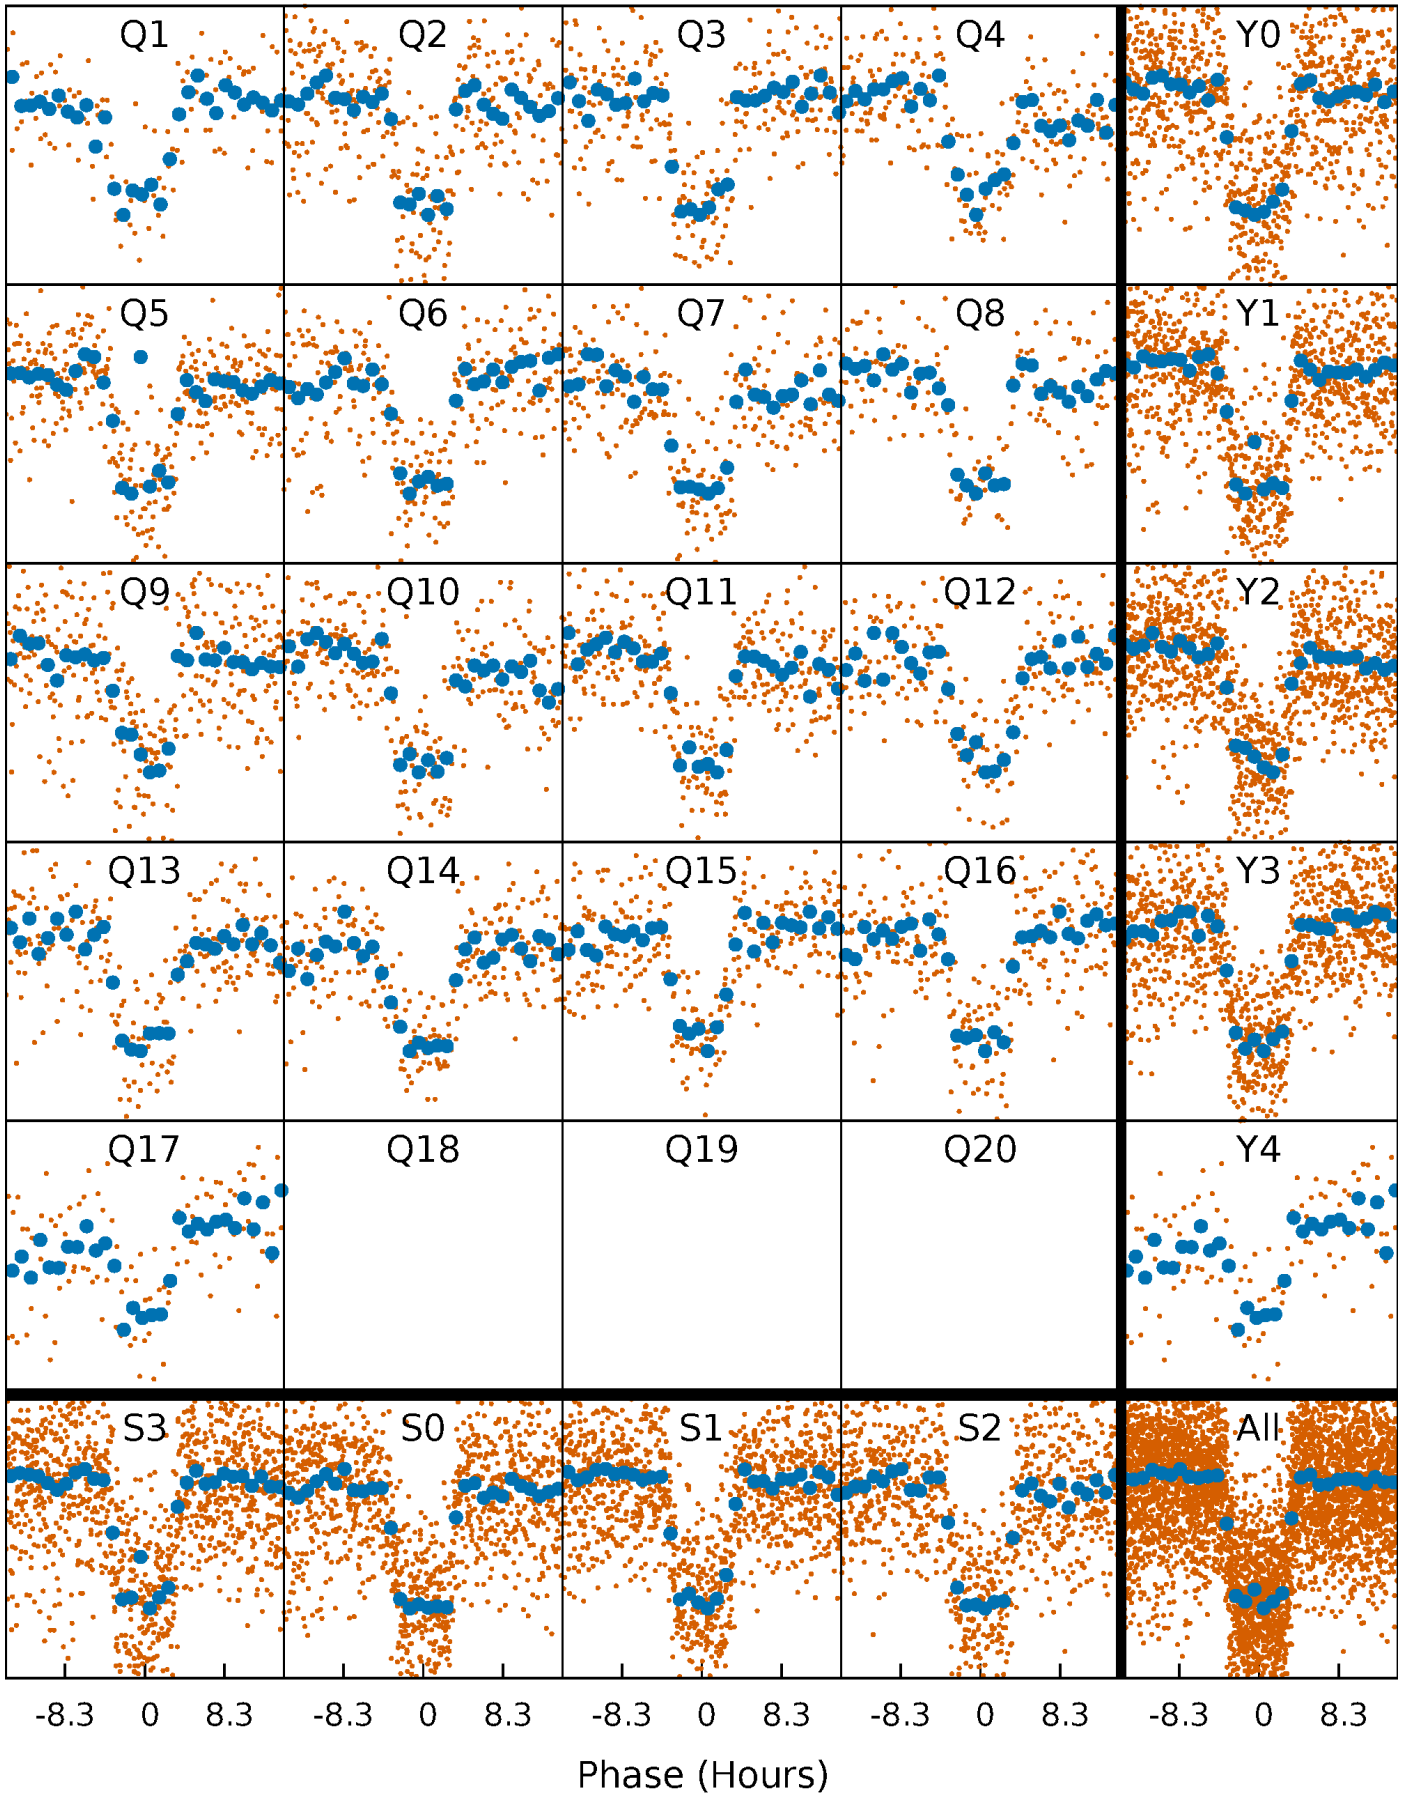 Q1 Q2 Q3 Q4 Y0
Q5 Q6 Q7 Q8 Y1
Q9 Q10 Q11 Q12 Y2
Q13 Q14 Q15 Q16 Y3
Q17 Q18 Q19 Q20 Y4
S3 S0 S1 S2 All
-8.3 0 8.3 -8.3 0 8.3 -8.3 0 8.3 -8.3 0 8.3 -8.3 0 8.3
Phase (Hours)